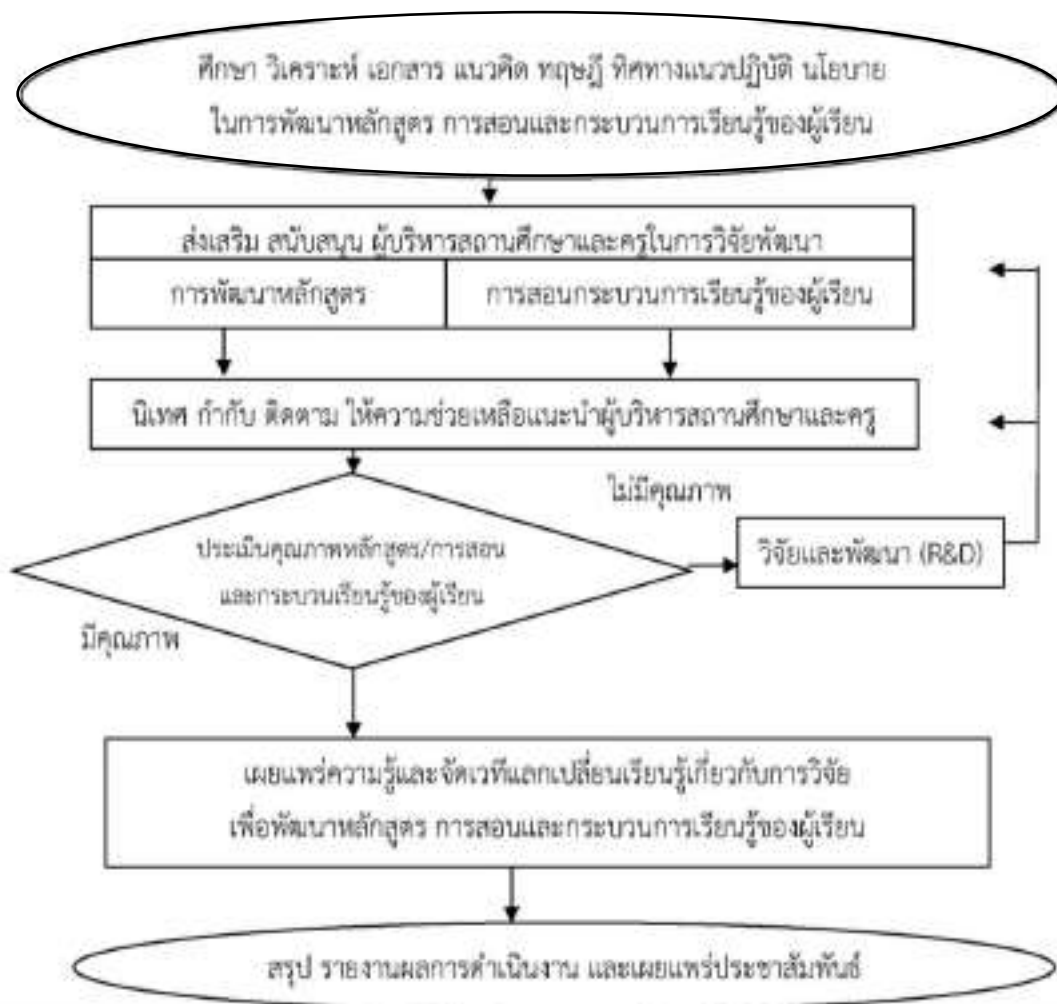 ศึกษา วิเคราะห์ เอกสาร แนวคิด ทฤษฎี ทิศทางแนวปฏิบัติ นโยบาย
ในการพัฒนาหลักสูตร การสอนและกระบวนการเรียนรู้ของผู้เรียน
ส่งเสริม สนับสนุน ผู้บริหารสถานศึกษาและครูในการวิจัยพัฒนา
การพัฒนาหลักสูตร
การสอนกระบวนการเรียนรู้ของผู้เรียน
นิเทศ กำกับ ติดตาม ให้ความช่วยเหลือแนะนำผู้บริหารสถานศึกษาและครู
ไม่มีคุณภาพ
ประเมินคุณภาพหลักสูตร/การสอน
และกระบวนเรียนรู้ของผู้เรียน
วิจัยและพัฒนา (R&D)
มีคุณภาพ
เผยแพร่ความรู้และจัดเวทีแลกเปลี่ยนเรียนรู้เกี่ยวกับการวิจัย
เพื่อพัฒนาหลักสูตร การสอนและกระบวนการเรียนรู้ของผู้เรียน
สรุป รายงานผลการดำเนินงาน และเผยแพร่ประชาสัมพันธ์